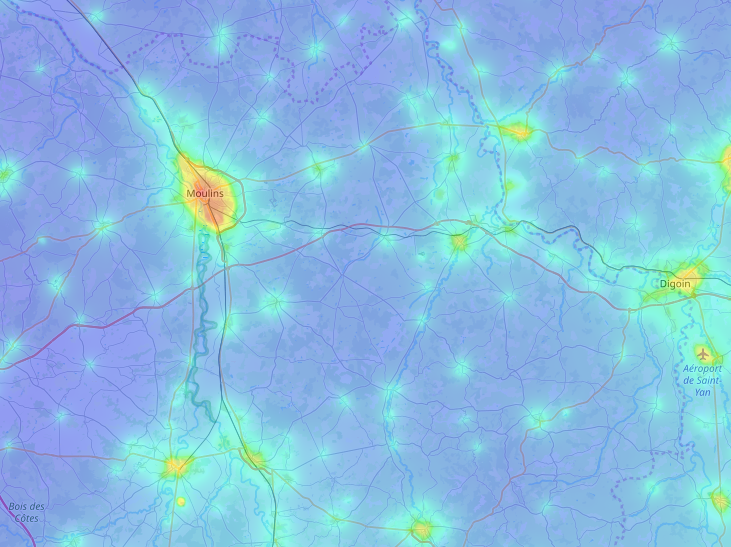 Moulins
Digoin
Aéroport
de Saint-
Yan
Bois des
Côtes